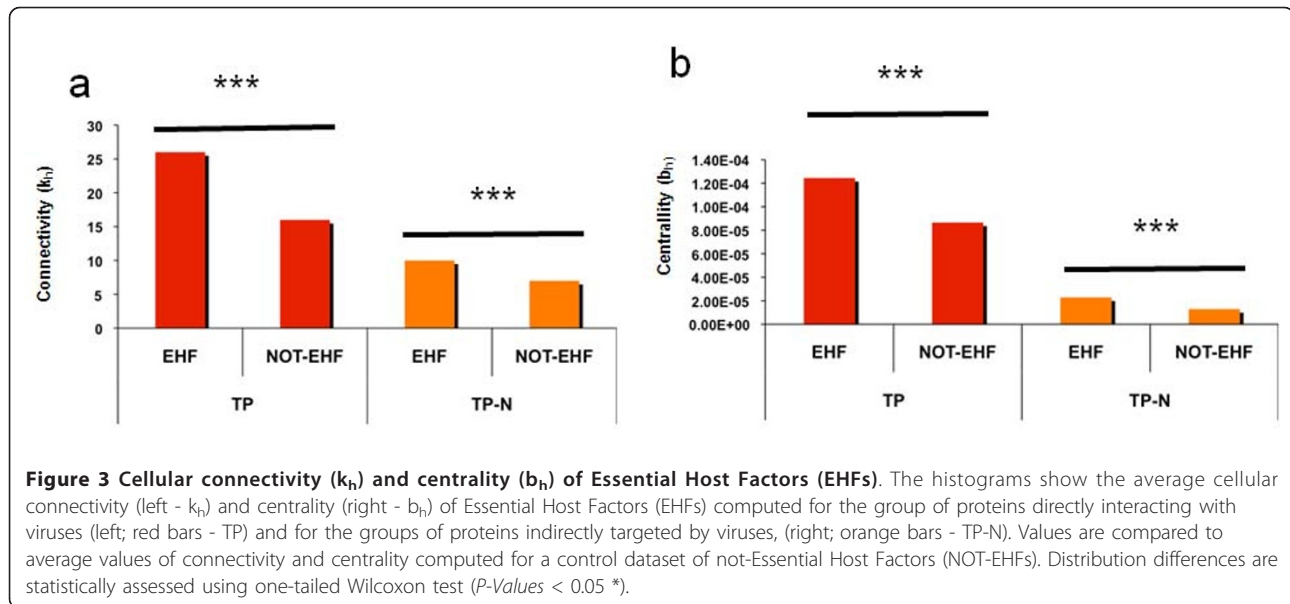 a
***
30
25
20
15
10
5
0
Connectivity (kh)
***
EHF NOT-EHF EHF NOT-EHF
TP TP-N
b
***
1.40E-04
1.20E-04
1.00E-04
8.00E-05
6.00E-05
4.00E-05
2.00E-05
0.00E+00
Centrallity (bh)
***
EHF NOT-EHF EHF NOT-EHF
TP TP-N
Figure 3 Cellular connectivity (kh) and centrality (bh) of Essential Host Factors (EHFs). The histograms show the average cellular
connectivity (left - kh) and centrality (right - bh) of Essential Host Factors (EHFs) computed for the group of proteins directly interacting with
viruses (left; red bars - TP) and for the groups of proteins indirectly targeted by viruses, (right; orange bars - TP-N). Values are compared to
average values of connectivity and centrality computed for a control dataset of not-Essential Host Factors (NOT-EHFs). Distribution differences are
statistically assessed using one-tailed Wilcoxon test (P-Values < 0.05 *).